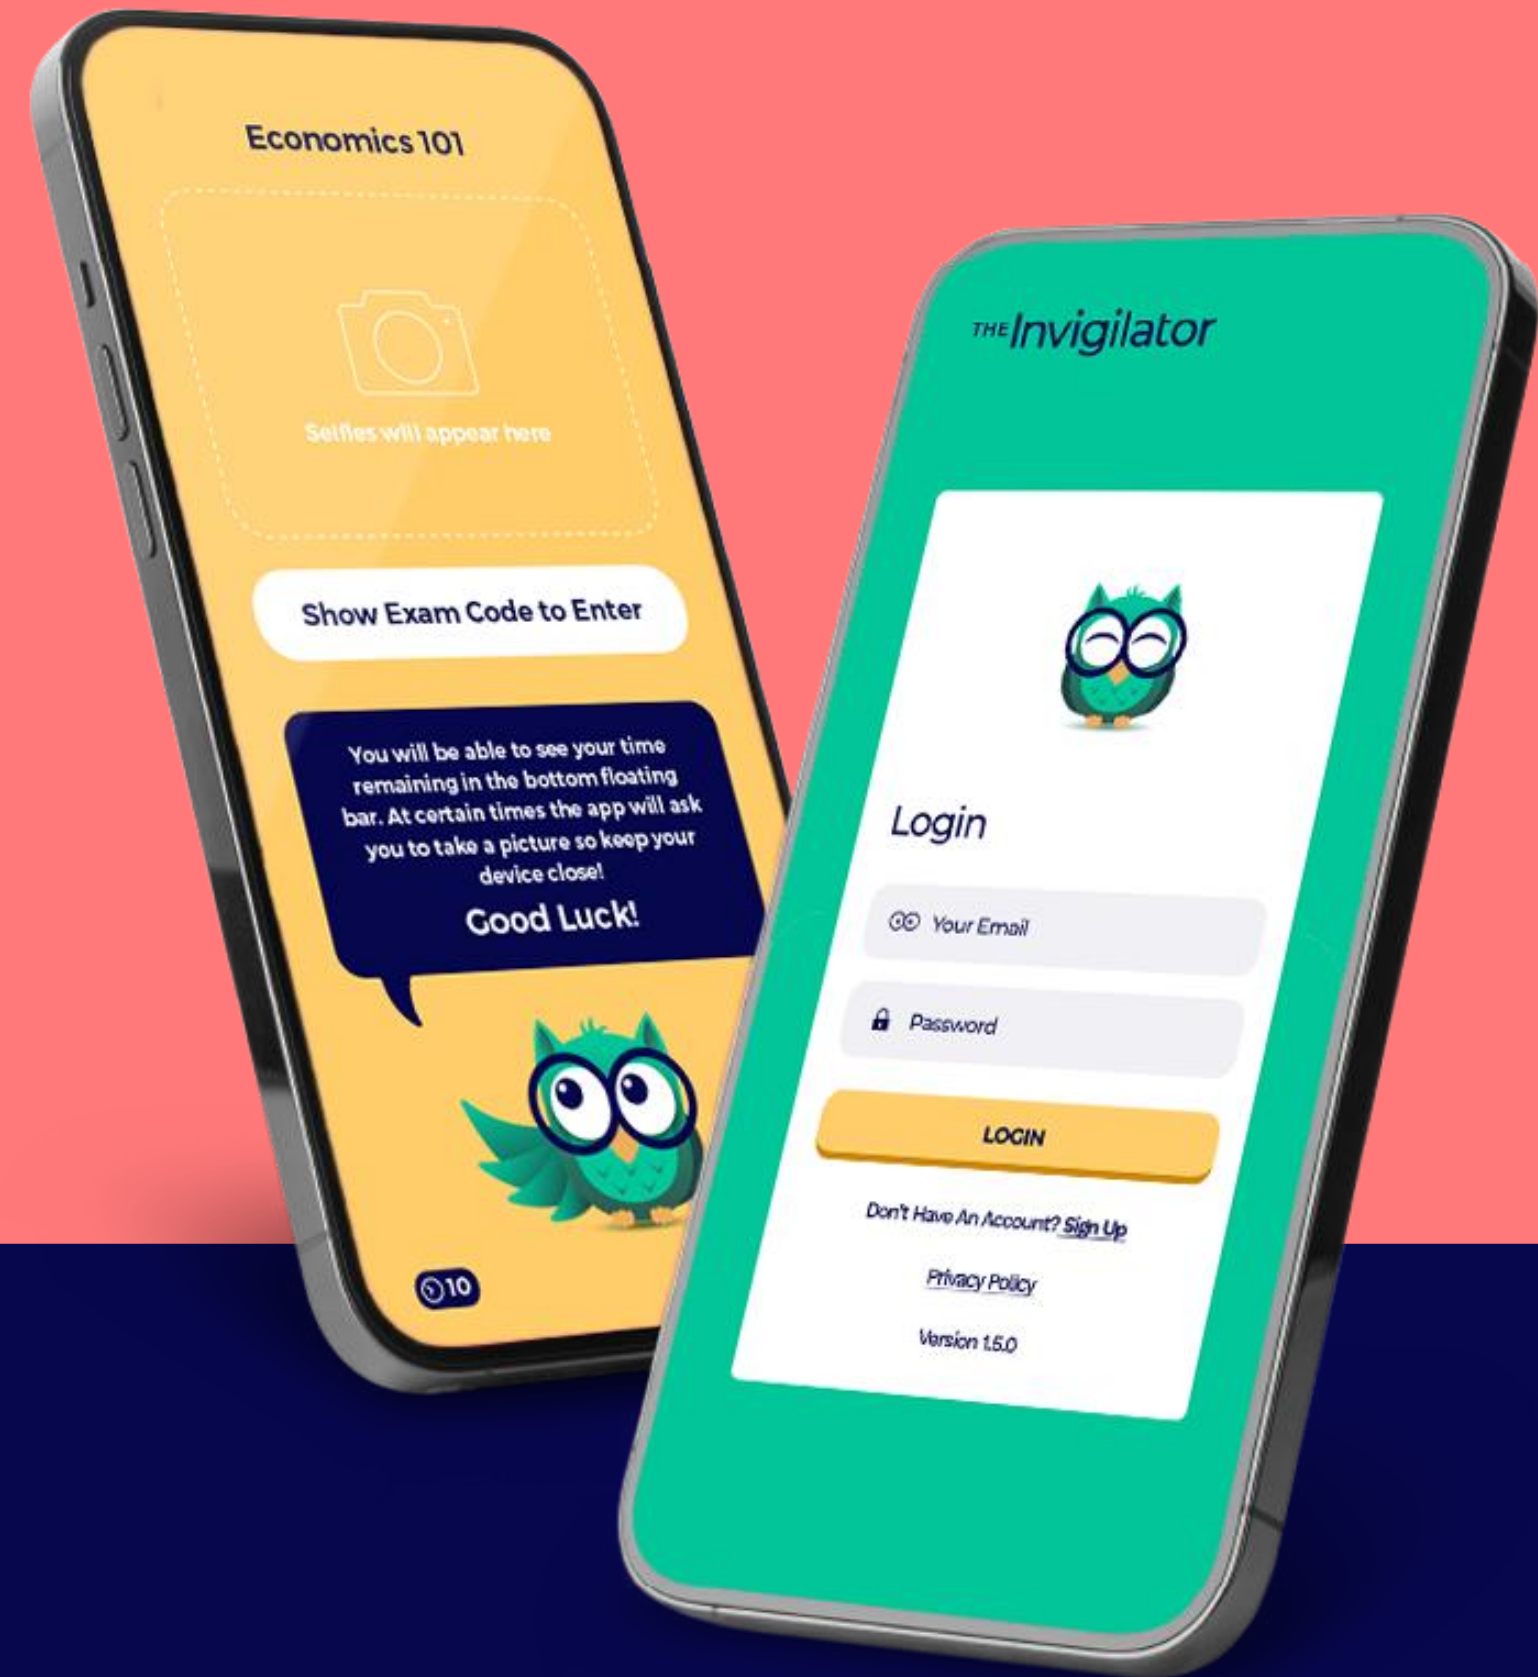 Economics 101
Selfies will appear here
Show Exam Code to Enter
You will be able to see your time
remaining in the bottom floating
bar. At certain times the app will ask
you to take a picture so keep your
device close!
Good Luck!
10
THE Invigilator
Login
Your Email
Password
LOGIN
Don't Have An Account? Sign Up
Privacy Policy
Version 1.5.0